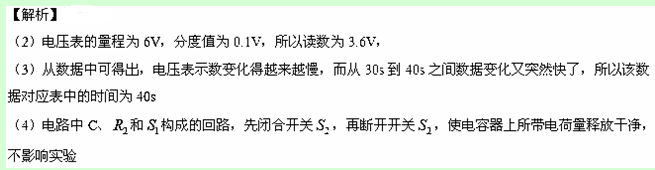 【解析】
（2）电压表的量程为 6V，分度值为 0.1V，所以读数为 3.6V，
（3）从数据中可得出，电压表示数变化得越来越慢，而从 30s 到 40s 之间数据变化又突然快了，所以该数
据对应表中的时间为 40s
（4）电路中 C、R₂和 S₁构成的回路，先闭合开关 S₂，再断开开关 S₂，使电容器上所带电荷量释放干净，
不影响实验